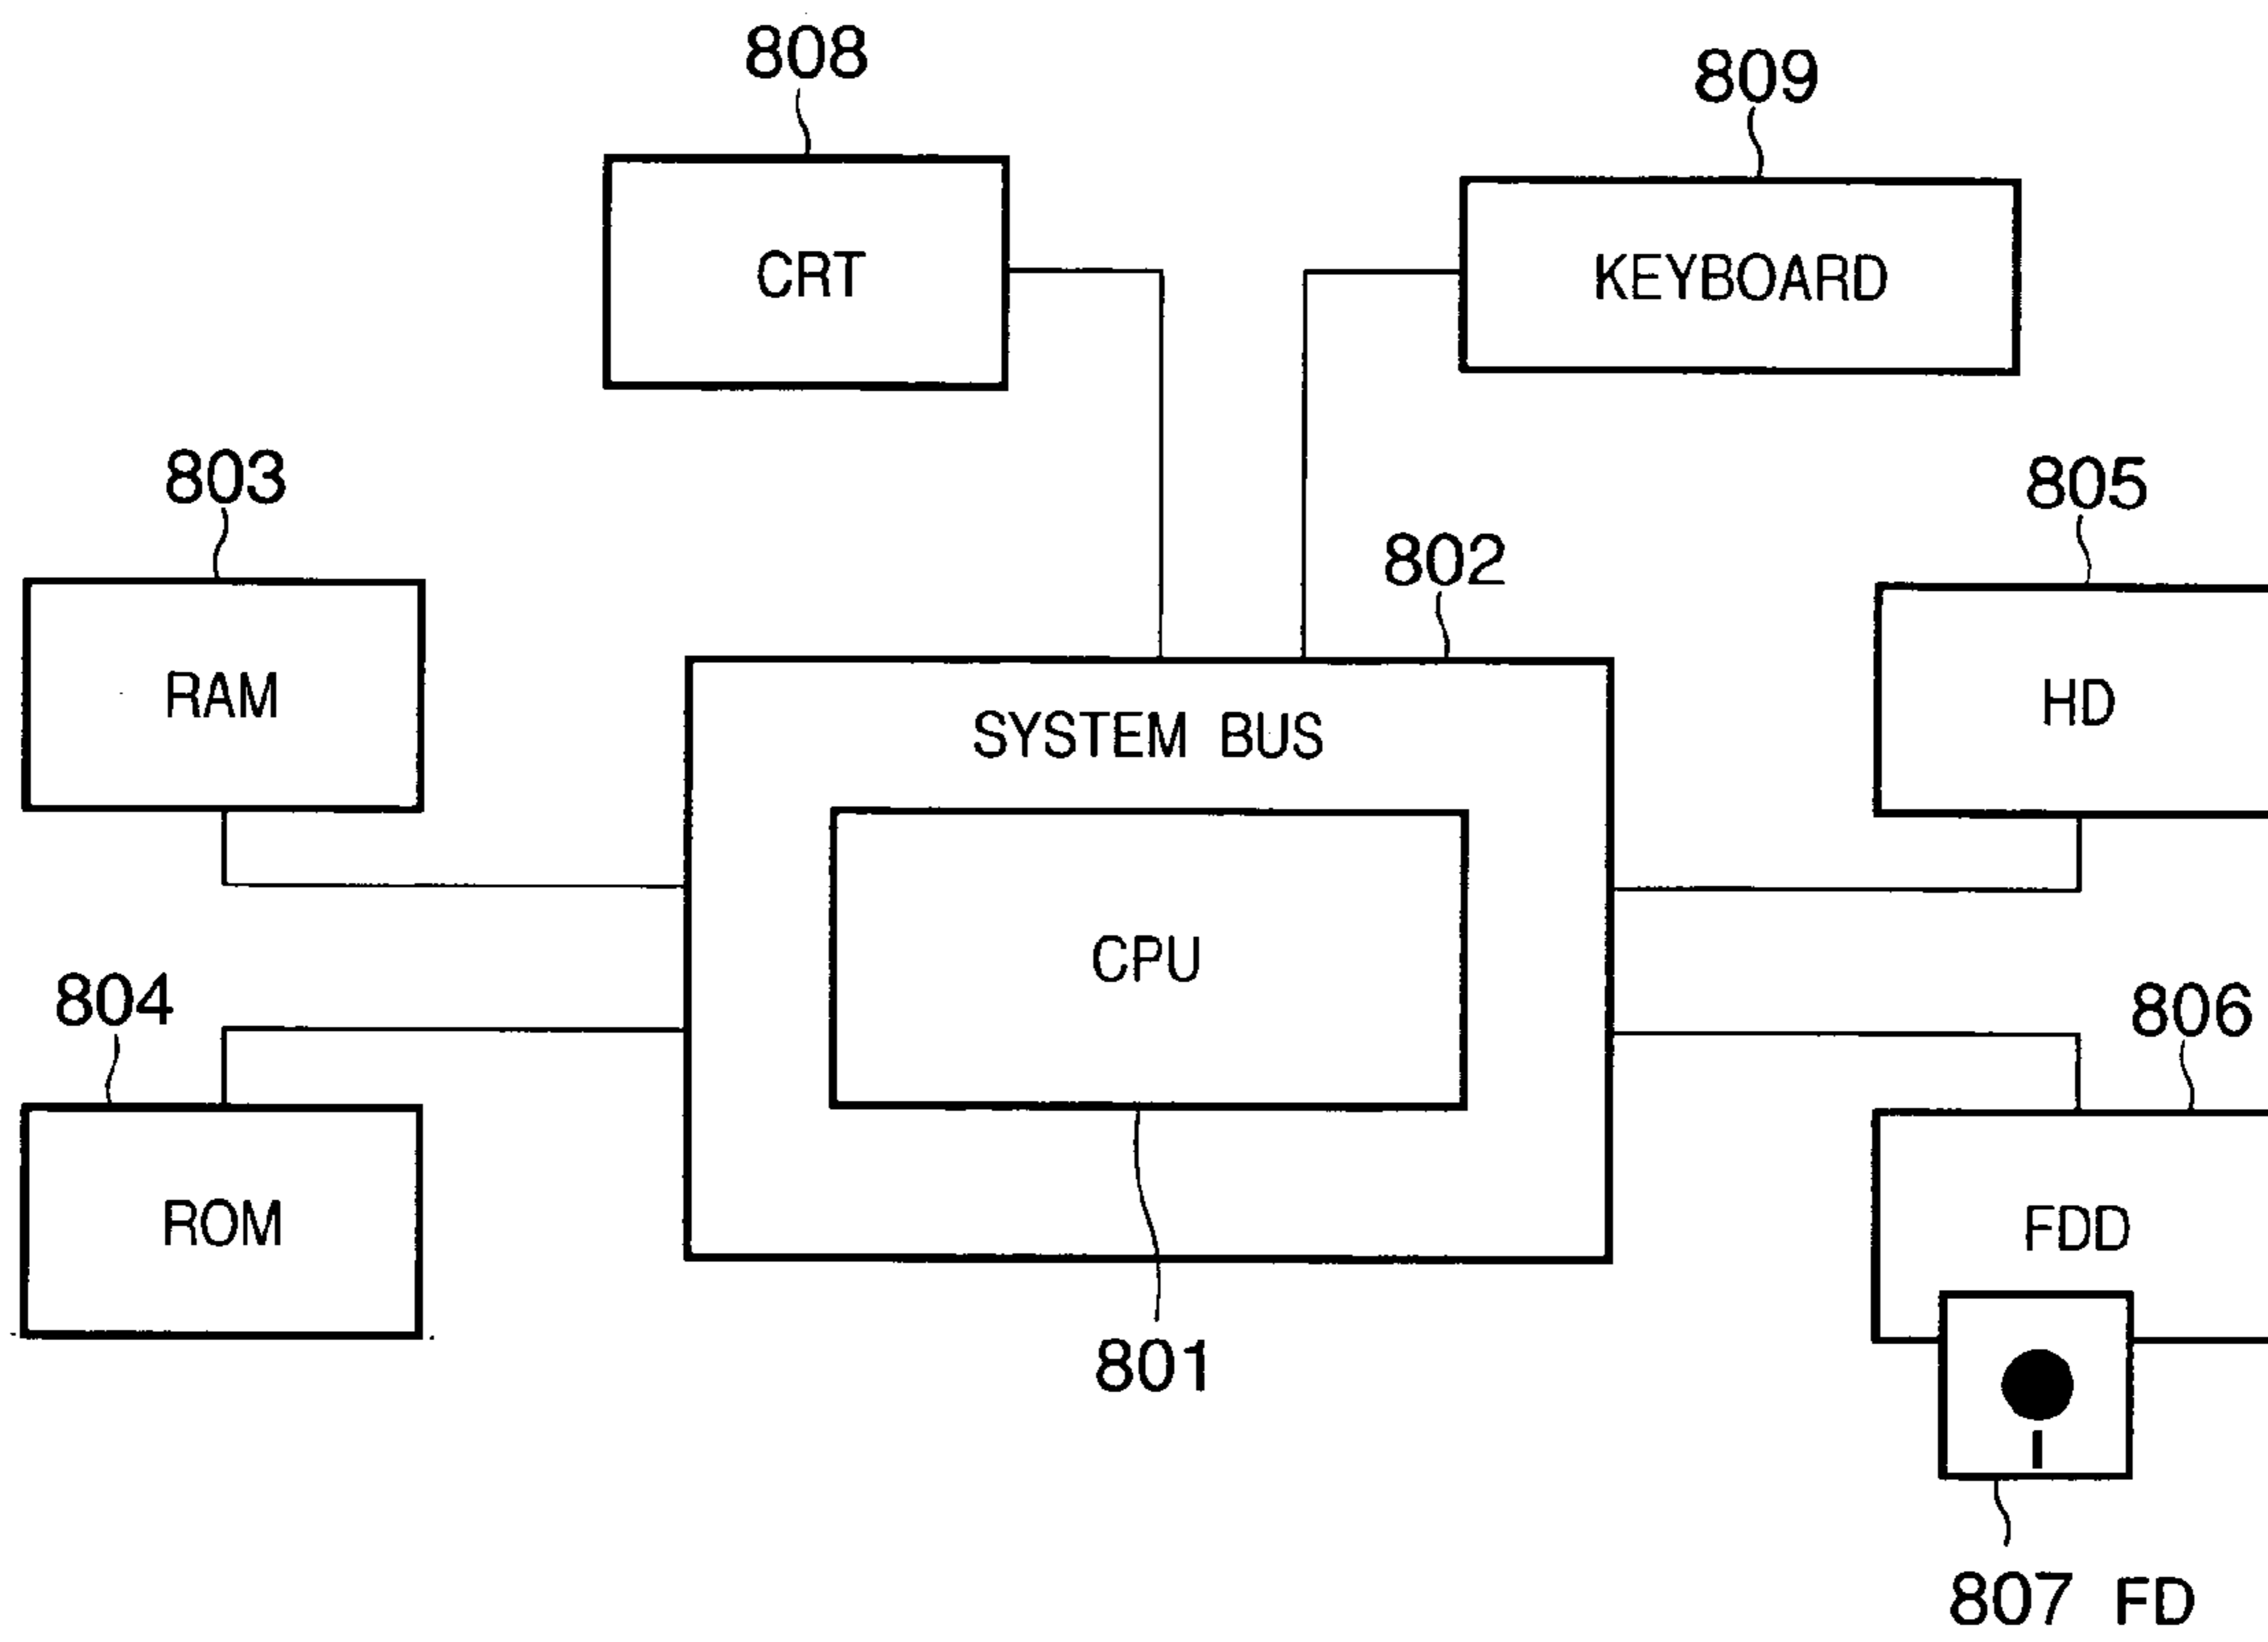 808
809
CRT
KEYBOARD
803
805
802
RAM
HD
SYSTEM BUS
CPU
804
806
ROM
FDD
801
807 FD